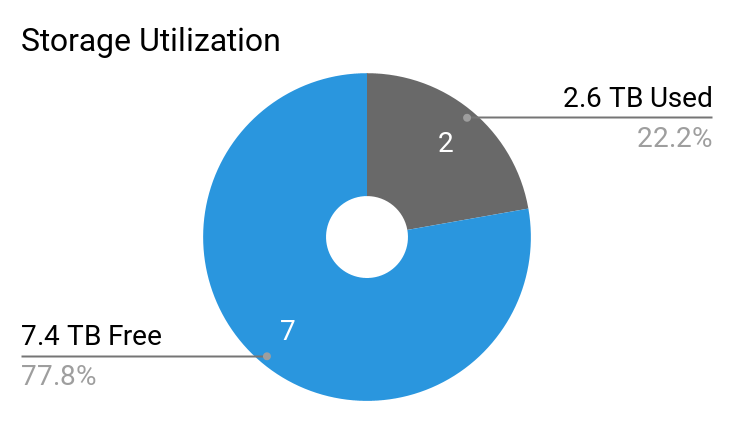 Storage Utilization
2.6 TB Used
22.2%
2
7
7.4 TB Free
77.8%